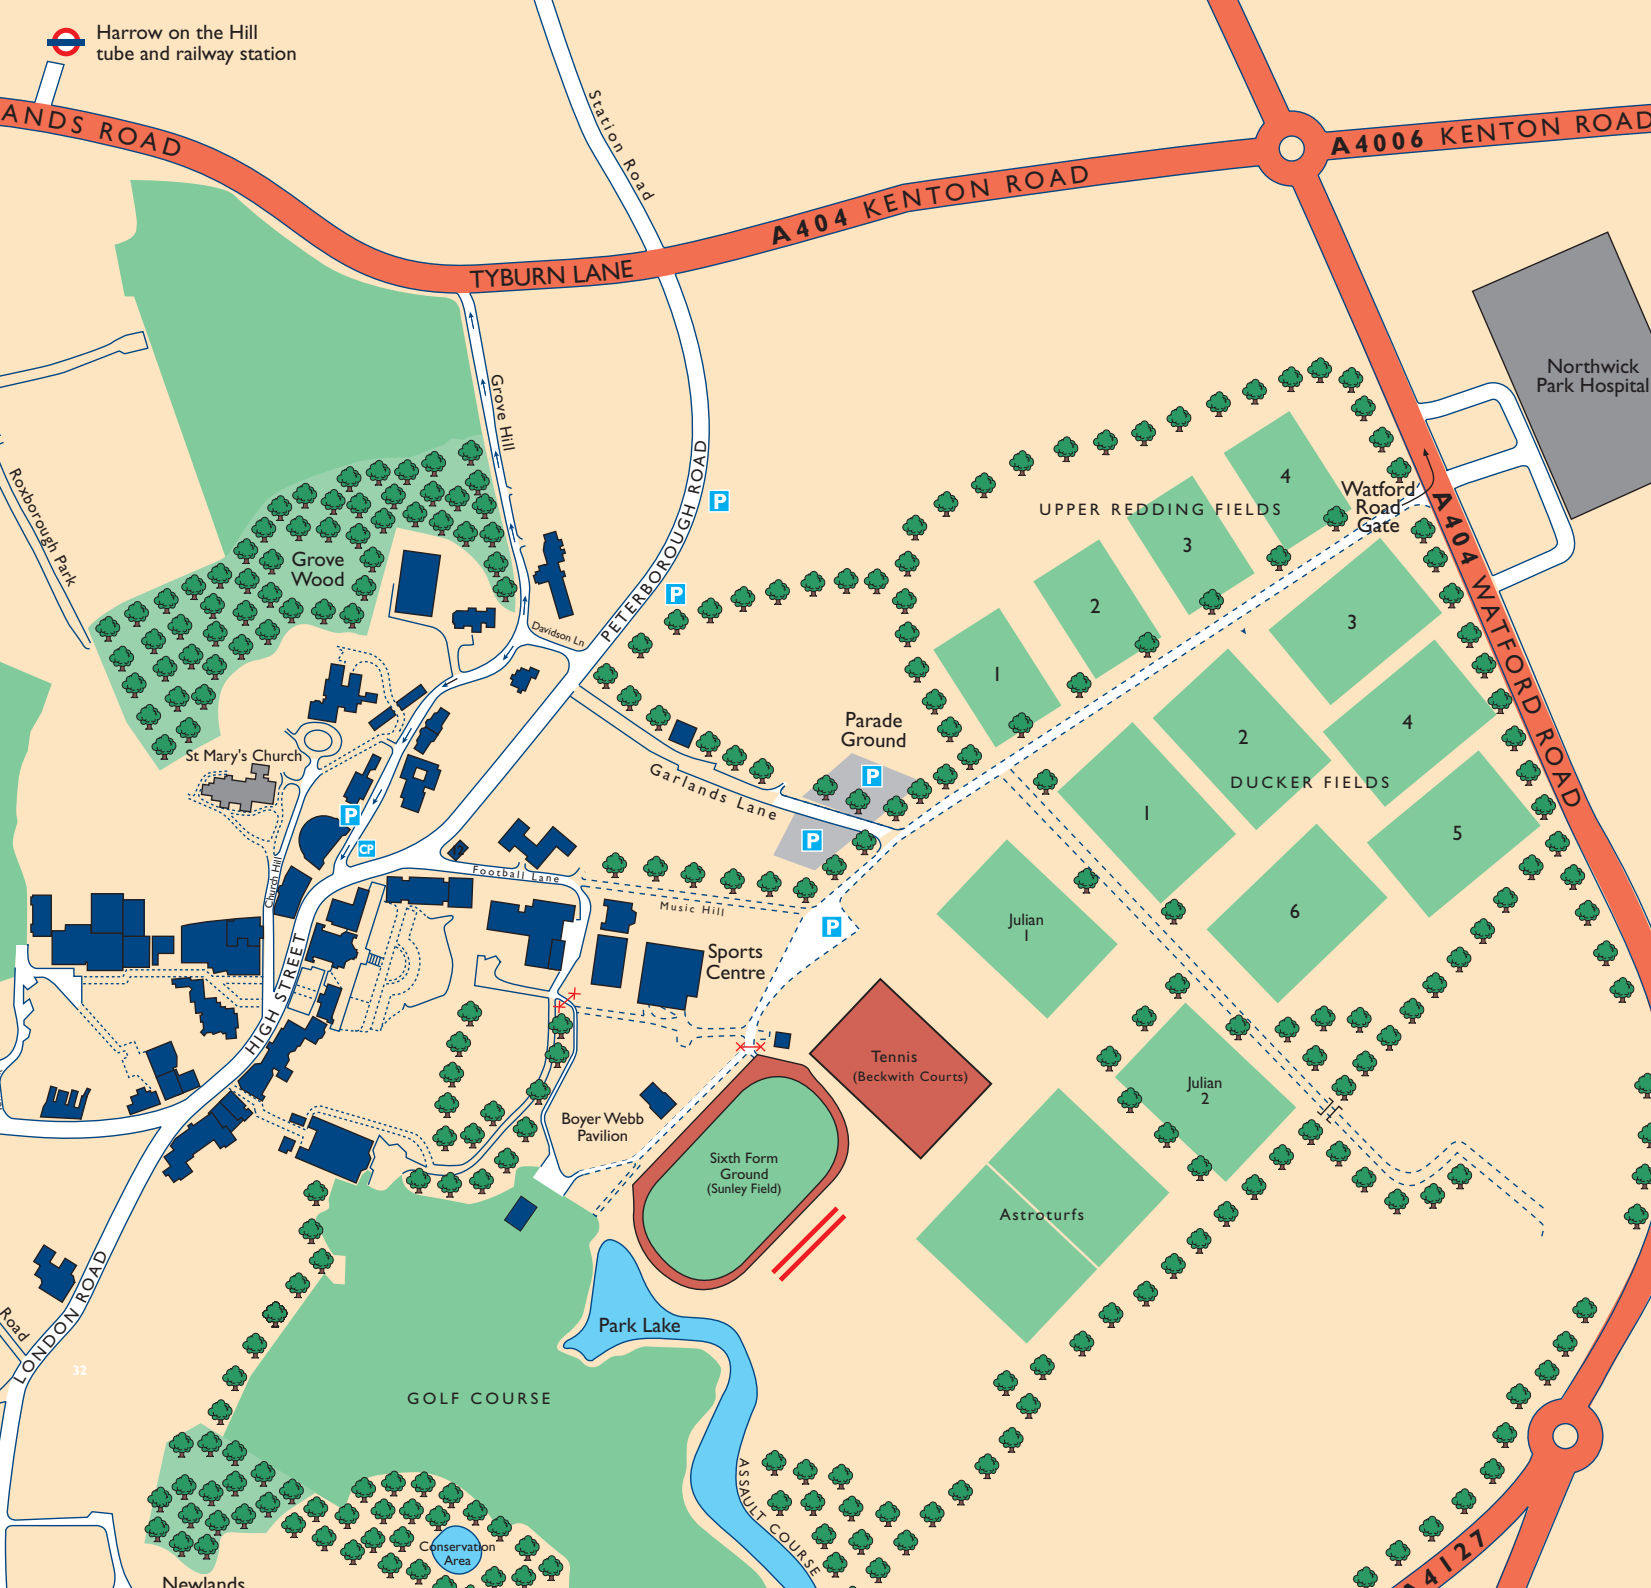 Harrow on the Hill
tube and railway station
ANDS ROAD
Station Road
A4006 KENTON ROAD
A404 KENTON ROAD
TYBURN LANE
Northwick
Park Hospital
Grove Hill
PETERBOROUGH ROAD
P
Roxborough Park
Grove
Wood
UPPER REDDING FIELDS
4
3
2
1
Watford
Road
Gate
A404 WATFORD ROAD
P
Davidson Ln
3
4
2
DUCKER FIELDS
1
5
6
Parade
Ground
P
P
Garlands Lane
St Mary's Church
P
CP
Church Hill
Football Lane
Music Hill
P
Julian
1
Sports
Centre
HIGH STREET
Tennis
(Beckwith Courts)
Julian
2
Boyer Webb
Pavilion
Sixth Form
Ground
(Sunley Field)
Astroturfs
LONDON ROAD
Road
32
Park Lake
GOLF COURSE
ASSAULT COURSE
Conservation
Area
Newlands
A4127